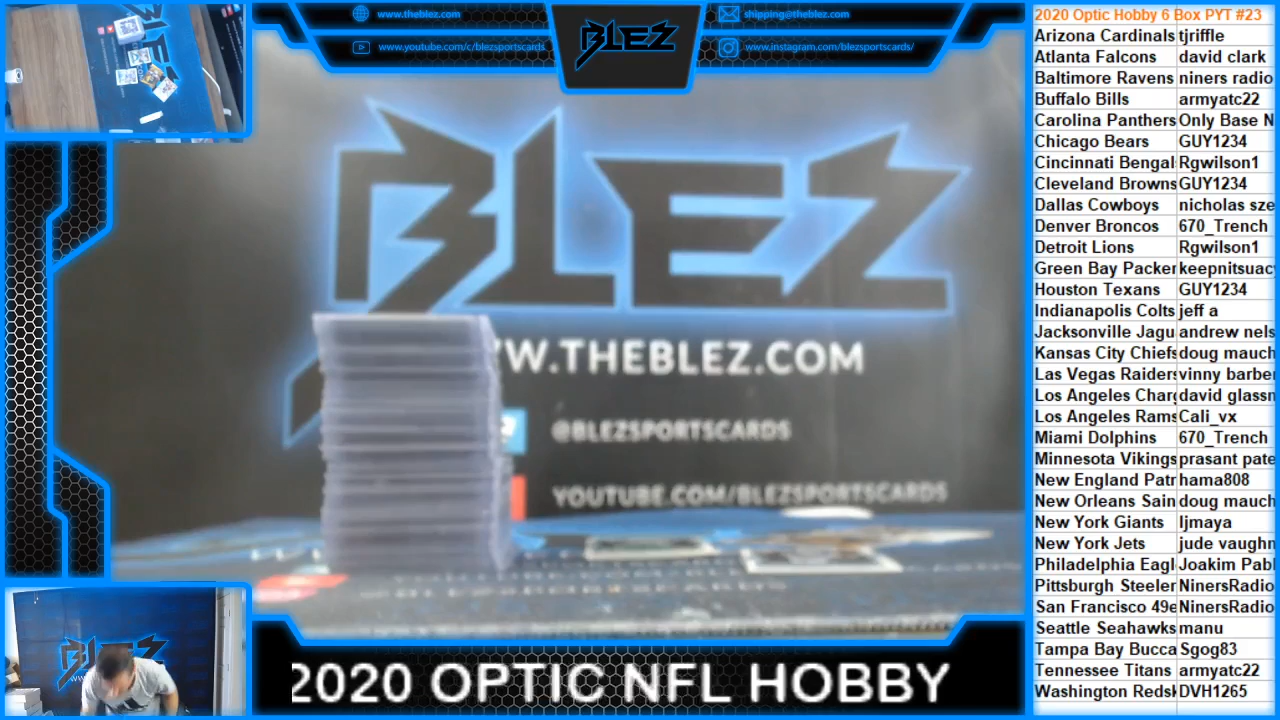 www.theblez.com
shipping@theblez.com
www.youtube.com/c/blezsportscards
www.instagram.com/blezsportscards/
BLEZ
BLEZ
WWW.THEBLEZ.COM
@BLEZSPORTSCARDS
YOUTUBE.COM/BLEZSPORTSCARDS
2020 OPTIC NFL HOBBY
2020 Optic Hobby 6 Box PYT #23
Arizona Cardinals tjriffle
Atlanta Falcons david clark
Baltimore Ravens niners radio
Buffalo Bills armyatc22
Carolina Panthers Only Base N
Chicago Bears GUY1234
Cincinnati Bengal Rgwilson1
Cleveland Browns GUY1234
Dallas Cowboys nicholas sze
Denver Broncos 670_Trench
Detroit Lions Rgwilson1
Green Bay Packer keepnitsuac
Houston Texans GUY1234
Indianapolis Colts jeff a
Jacksonville Jagu andrew nels
Kansas City Chiefs doug mauch
Las Vegas Raiders vinny barber
Los Angeles Charg david glassn
Los Angeles Rams Cali_vx
Miami Dolphins 670_Trench
Minnesota Vikings prasant pate
New England Patr hama808
New Orleans Sain doug mauch
New York Giants ljmaya
New York Jets jude vaughn
Philadelphia Eagl Joakim Pabl
Pittsburgh Steeler NinersRadio
San Francisco 49e NinersRadio
Seattle Seahawks manu
Tampa Bay Bucca Sgog83
Tennessee Titans armyatc22
Washington Redsk DVH1265